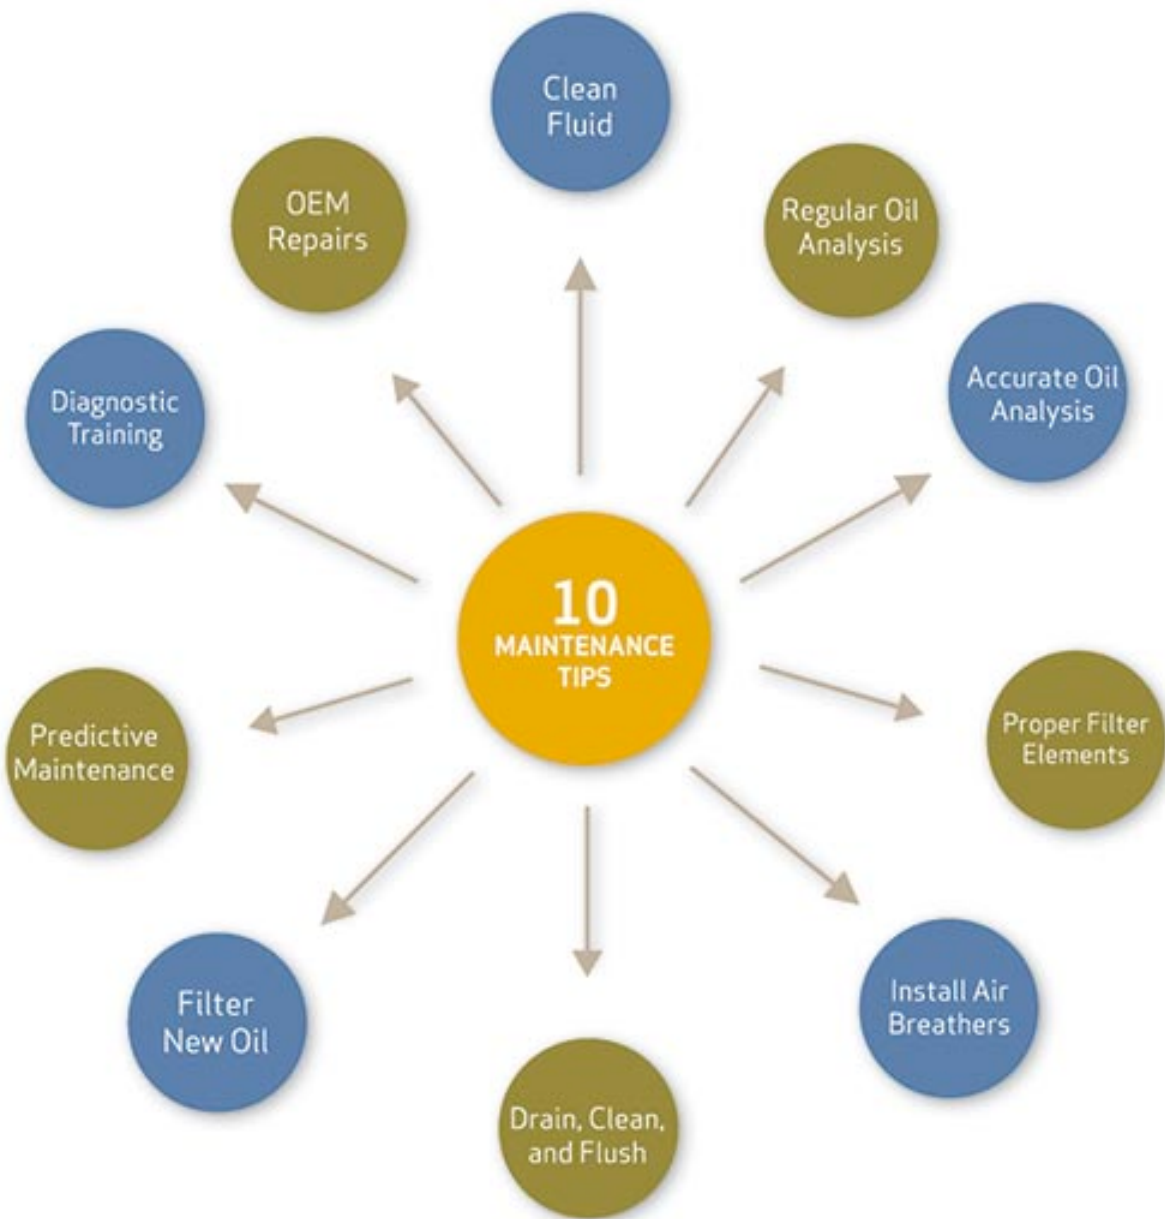 Clean
Fluid
Regular Oil
Analysis
Accurate Oil
Analysis
Proper Filter
Elements
Install Air
Breathers
Drain, Clean,
and Flush
Filter
New Oil
Predictive
Maintenance
Diagnostic
Training
OEM
Repairs
10
MAINTENANCE
TIPS